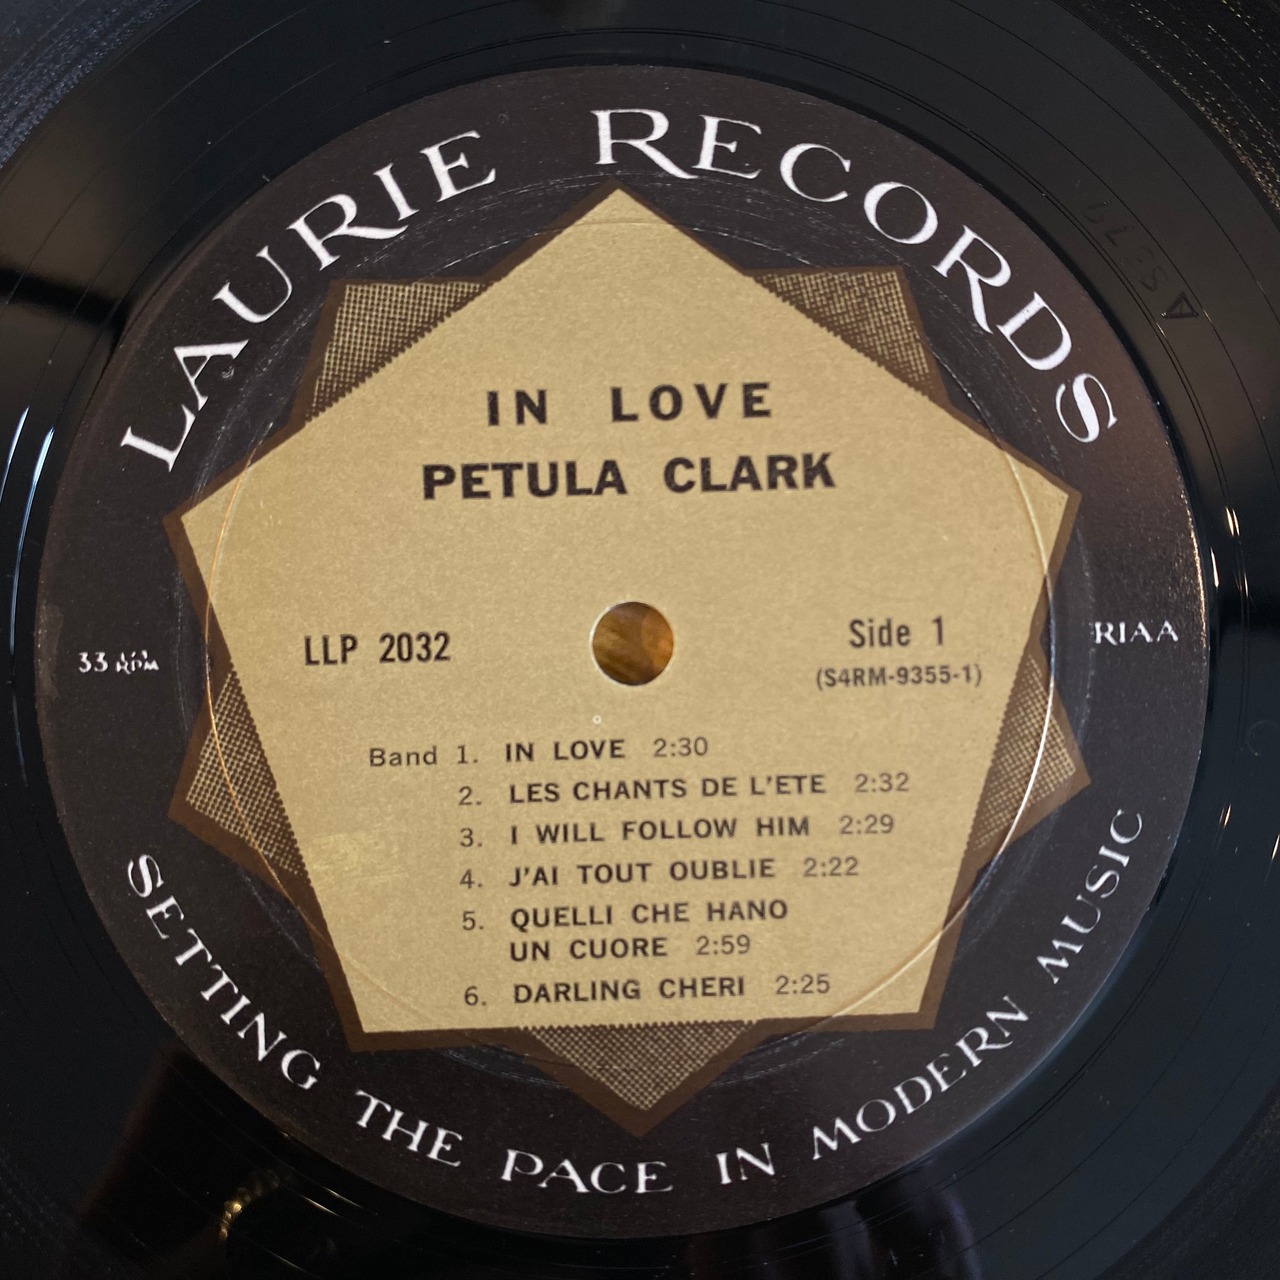 LAURIE RECORDS
IN LOVE
PETULA CLARK
LLP 2032
Side 1
(S4RM-9355-1)
33 RPM
RIAA
Band 1. IN LOVE 2:30
2. LES CHANTS DE L'ETE 2:32
3. I WILL FOLLOW HIM 2:29
4. J'AI TOUT OUBLIE 2:22
5. QUELLI CHE HANO
UN CUORE 2:59
6. DARLING CHERI 2:25
SETTING THE PACE IN MODERN MUSIC